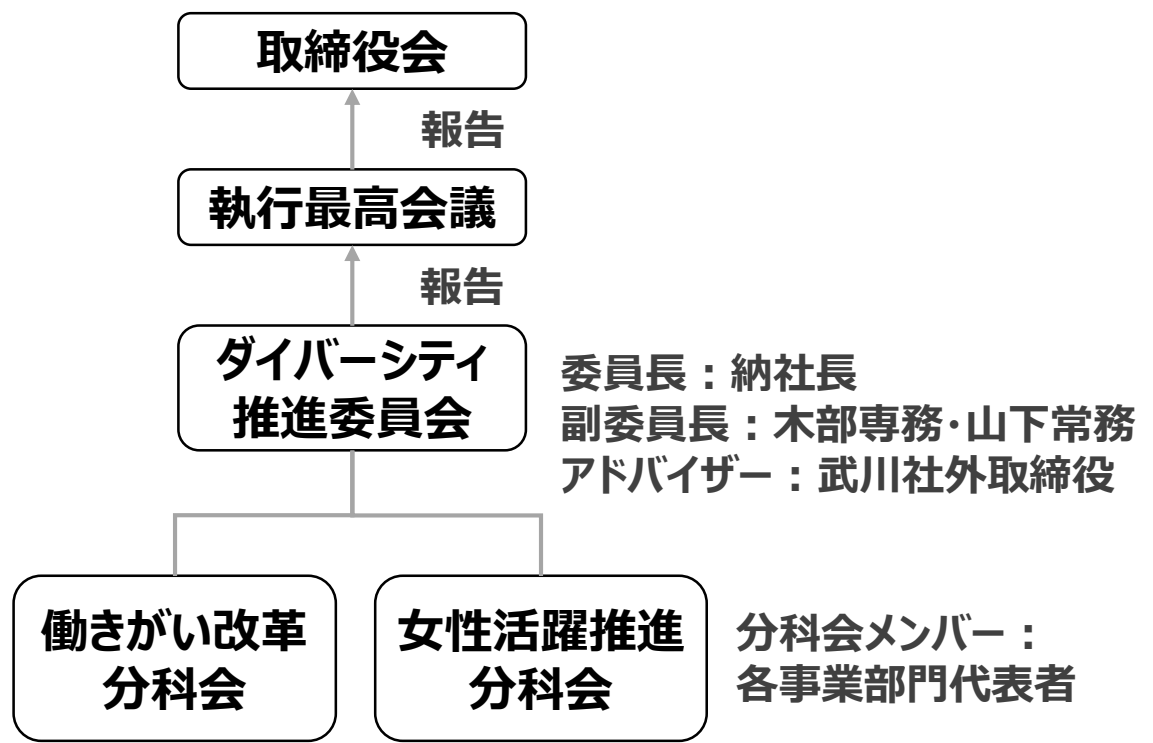 取締役会
報告
執行最高会議
報告
ダイバーシティ
推進委員会
委員長：納社長
副委員長：木部専務・山下常務
アドバイザー：武川社外取締役
働きがい改革
分科会
女性活躍推進
分科会
分科会メンバー：
各事業部門代表者